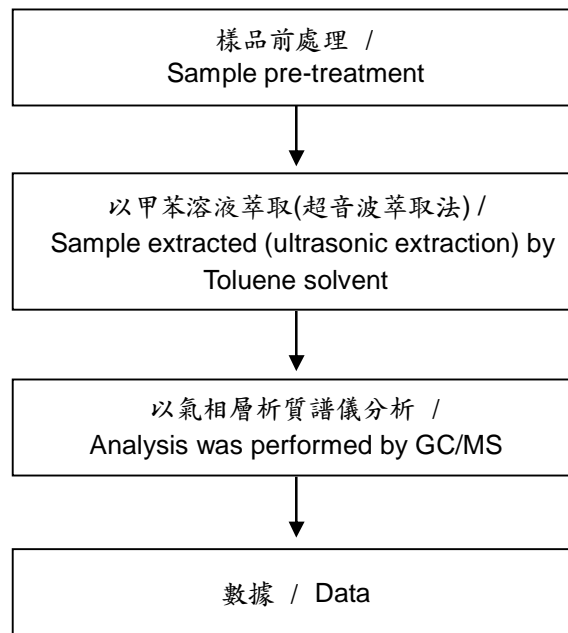 樣品前處理 /
Sample pre-treatment
以甲苯溶液萃取(超音波萃取法) /
Sample extracted (ultrasonic extraction) by
Toluene solvent
以氣相層析質譜儀分析 /
Analysis was performed by GC/MS
數據 / Data